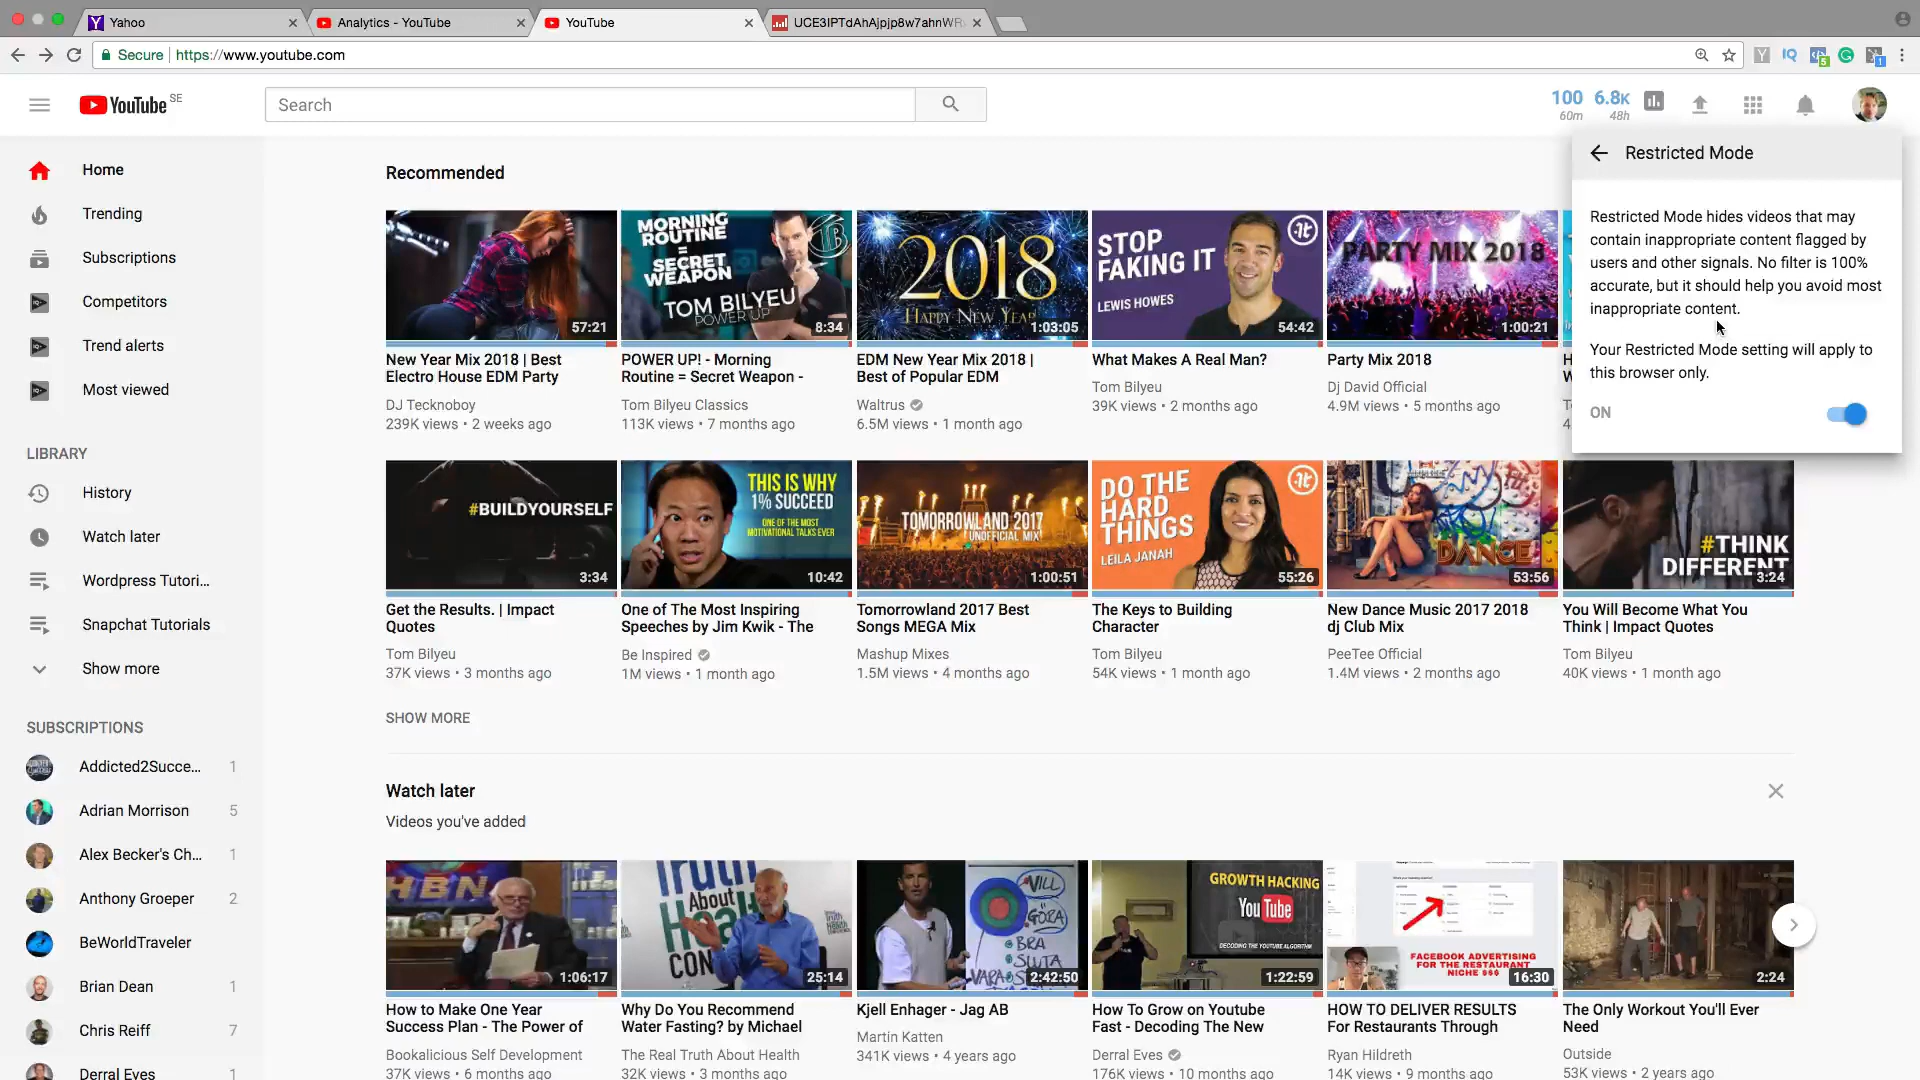 Yahoo
Analytics - YouTube
YouTube
UCE3IPTdAhAjpjp8w7ahnWR
Secure
https://www.youtube.com
YouTube SE
Search
100
60m
6.8K
48h
Restricted Mode
Restricted Mode hides videos that may
contain inappropriate content flagged by
users and other signals. No filter is 100%
accurate, but it should help you avoid most
inappropriate content.
Your Restricted Mode setting will apply to
this browser only.
ON
Home
Trending
Subscriptions
Competitors
Trend alerts
Most viewed
LIBRARY
History
Watch later
Wordpress Tutori...
Snapchat Tutorials
Show more
SUBSCRIPTIONS
Addicted2Succe... 1
Adrian Morrison 5
Alex Becker's Ch... 1
Anthony Groeper 2
BeWorldTraveler
Brian Dean 1
Chris Reiff 7
Derral Eves 1
Recommended
57:21
New Year Mix 2018 | Best
Electro House EDM Party
DJ Tecknoboy
239K views • 2 weeks ago
MORNING
ROUTINE
=
SECRET
WEAPON
TOM BILYEU
POWER UP!
8:34
POWER UP! - Morning
Routine = Secret Weapon -
Tom Bilyeu Classics
113K views • 7 months ago
2018
HAPPY NEW YEAR
1:03:05
EDM New Year Mix 2018 |
Best of Popular EDM
Waltrus
6.5M views • 1 month ago
STOP
FAKING IT
LEWIS HOWES
54:42
What Makes A Real Man?
Tom Bilyeu
39K views • 2 months ago
PARTY MIX 2018
1:00:21
Party Mix 2018
Dj David Official
4.9M views • 5 months ago
#BUILDYOURSELF
3:34
Get the Results. | Impact
Quotes
Tom Bilyeu
37K views • 3 months ago
THIS IS WHY
1% SUCCEED
ONE OF THE MOST
MOTIVATIONAL TALKS EVER
10:42
One of The Most Inspiring
Speeches by Jim Kwik - The
Be Inspired
1M views • 1 month ago
TOMORROWLAND 2017
UNOFFICIAL MIX
1:00:51
Tomorrowland 2017 Best
Songs MEGA Mix
Mashup Mixes
1.5M views • 4 months ago
DO THE
HARD
THINGS
LEILA JANAH
55:26
The Keys to Building
Character
Tom Bilyeu
54K views • 1 month ago
DANCE
53:56
New Dance Music 2017 2018
dj Club Mix
PeeTee Official
1.4M views • 2 months ago
#THINK
DIFFERENT
3:24
You Will Become What You
Think | Impact Quotes
Tom Bilyeu
40K views • 1 month ago
SHOW MORE
Watch later
Videos you've added
HBN
1:06:17
How to Make One Year
Success Plan - The Power of
Bookalicious Self Development
37K views • 6 months ago
Truth
About
Heal
CON
25:14
Why Do You Recommend
Water Fasting? by Michael
The Real Truth About Health
32K views • 3 months ago
VILL
GÖRA
BRA
SLUTA
2:42:50
Kjell Enhager - Jag AB
Martin Katten
341K views • 4 years ago
GROWTH HACKING
YouTube
DECODING THE YOUTUBE ALGORITHM
1:22:59
How To Grow on Youtube
Fast - Decoding The New
Derral Eves
176K views • 10 months ago
FACEBOOK ADVERTISING
FOR THE RESTAURANT
NICHE $$$
16:30
HOW TO DELIVER RESULTS
For Restaurants Through
Ryan Hildreth
14K views • 9 months ago
2:24
The Only Workout You'll Ever
Need
Outside
53K views • 2 years ago